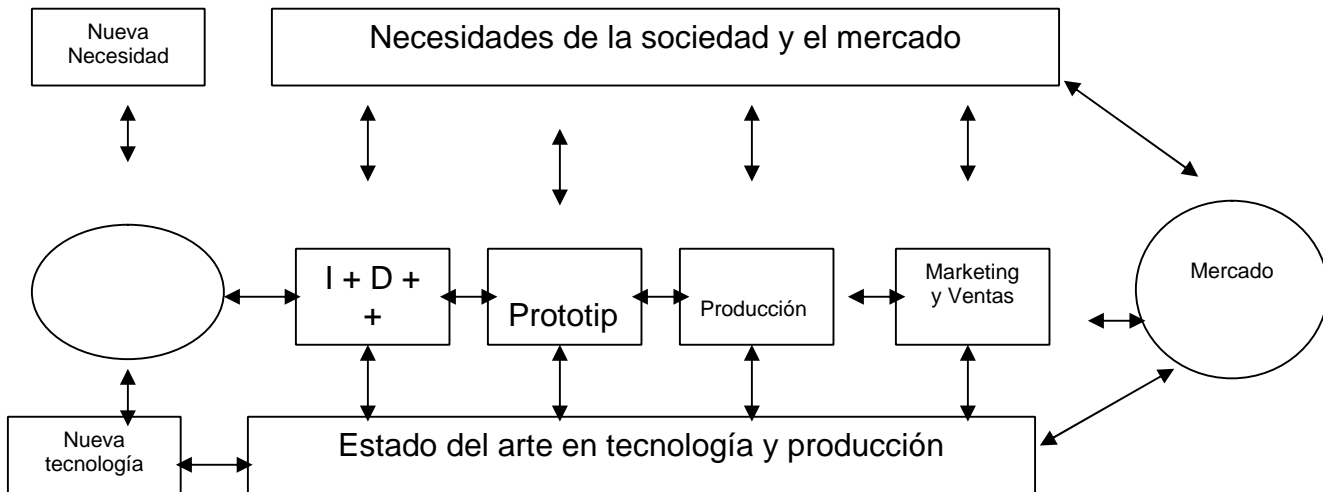 Nueva
Necesidad
Necesidades de la sociedad y el mercado
I + D +
+
Prototip
Producción
Marketing
y Ventas
Mercado
Nueva
tecnología
Estado del arte en tecnología y producción